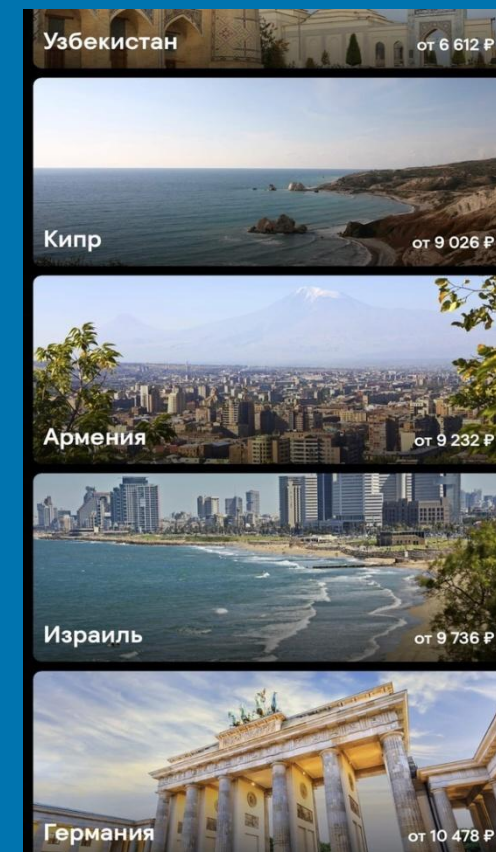 Узбекистан
от 6 612 ₽
Кипр
от 9 026 ₽
Армения
от 9 232 ₽
Израиль
от 9 736 ₽
Германия
от 10 478 ₽